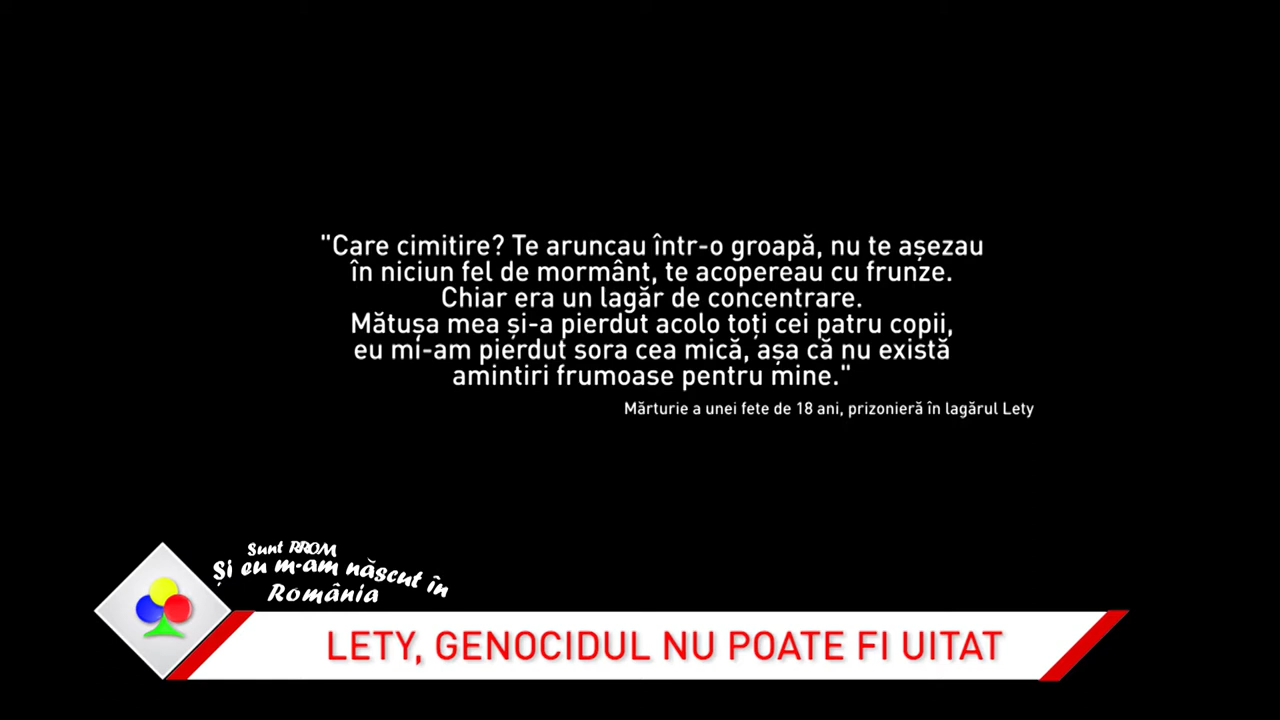 "Care cimitire? Te aruncau într-o groapă, nu te așezau
în niciun fel de mormânt, te acopereau cu frunze.
Chiar era un lagăr de concentrare.
Mătușa mea și-a pierdut acolo toți cei patru copii,
eu mi-am pierdut sora cea mică, așa că nu există
amintiri frumoase pentru mine."
Mărturie a unei fete de 18 ani, prizonieră în lagărul Lety
Sunt RROM
Și eu m-am născut în
România
LETY, GENOCIDUL NU POATE FI UITAT